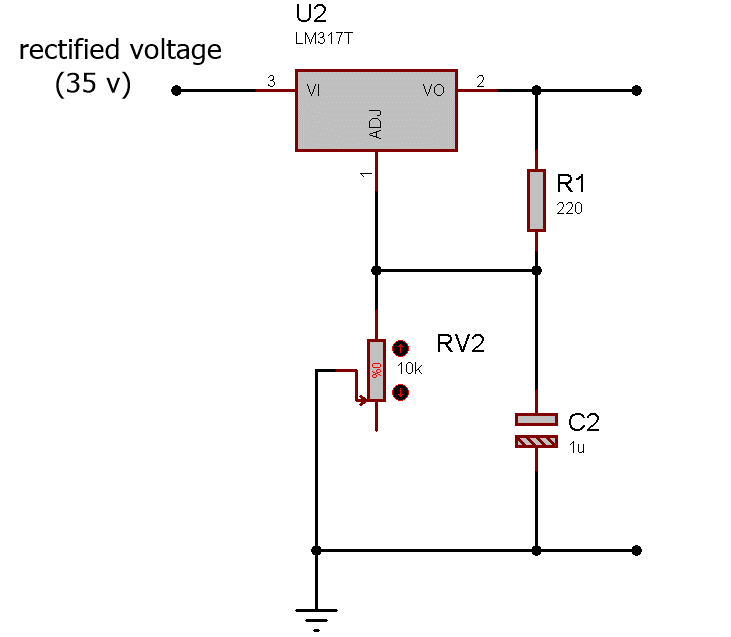 U2
LM317T
rectified voltage
(35 v)
3
VI
VO
2
ADJ
1
R1
220
RV2
10k
%0
C2
1u